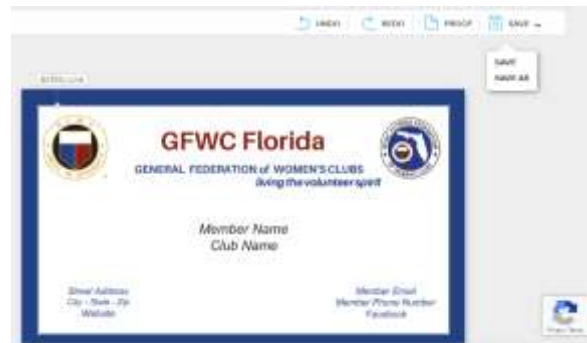 UNDO REDO PROOF SAVE
SAVE
SAVE AS
GFWC Florida
GENERAL FEDERATION of WOMEN'S CLUBS
living the volunteer spirit
Member Name
Club Name
Street Address
City - State - Zip
Website
Member Email
Member Phone Number
Facebook